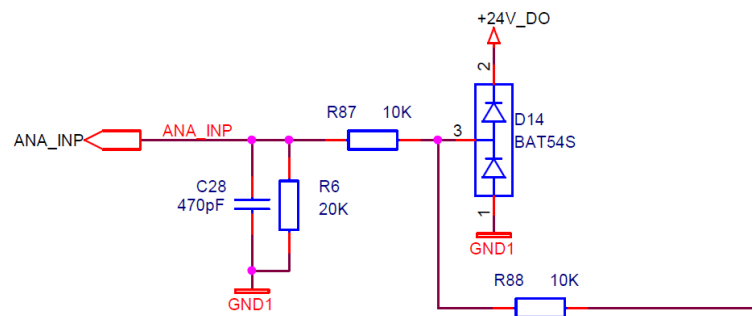 +24V_DO
2
R87 10K
D14
ANA_INP
ANA_INP
3
BAT54S
C28
R6
470pF
20K
1
GND1
R88 10K
GND1